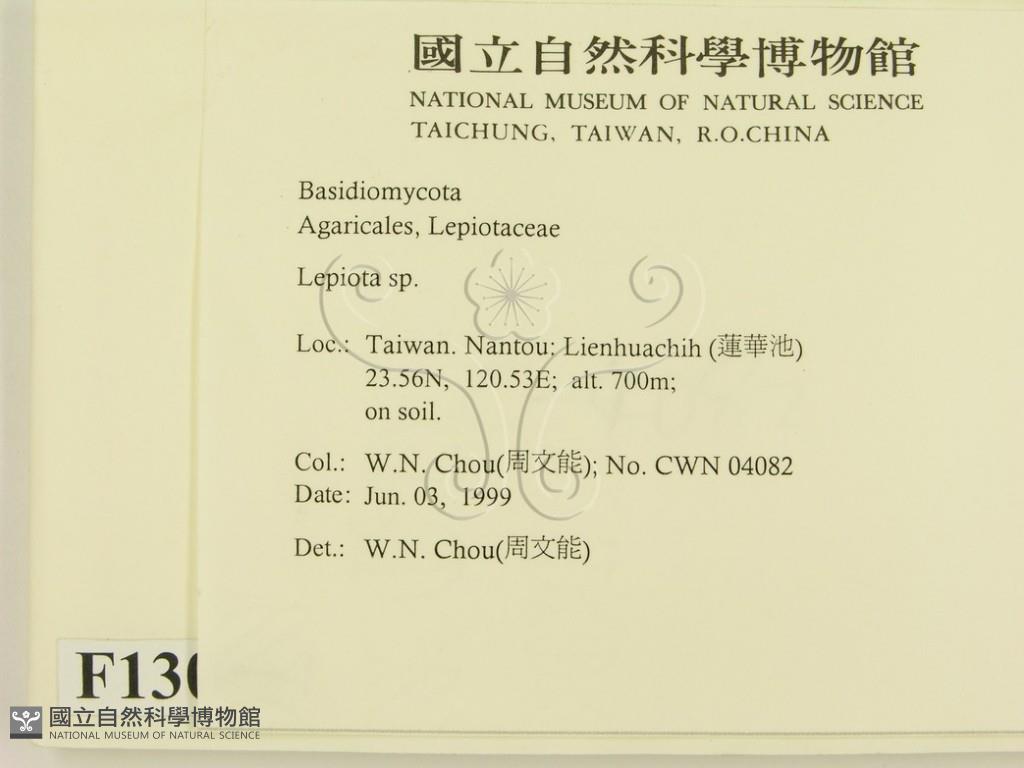 國立自然科學博物館
NATIONAL MUSEUM OF NATURAL SCIENCE
TAICHUNG, TAIWAN, R.O.CHINA
Basidiomycota
Agaricales, Lepiotaceae
Lepiota sp.
Loc.: Taiwan. Nantou: Lienhuachih (蓮華池)
23.56N, 120.53E; alt. 700m;
on soil.
Col.: W.N. Chou(周文能); No. CWN 04082
Date: Jun. 03, 1999
Det.: W.N. Chou(周文能)
F130
國立自然科學博物館
NATIONAL MUSEUM OF NATURAL SCIENCE